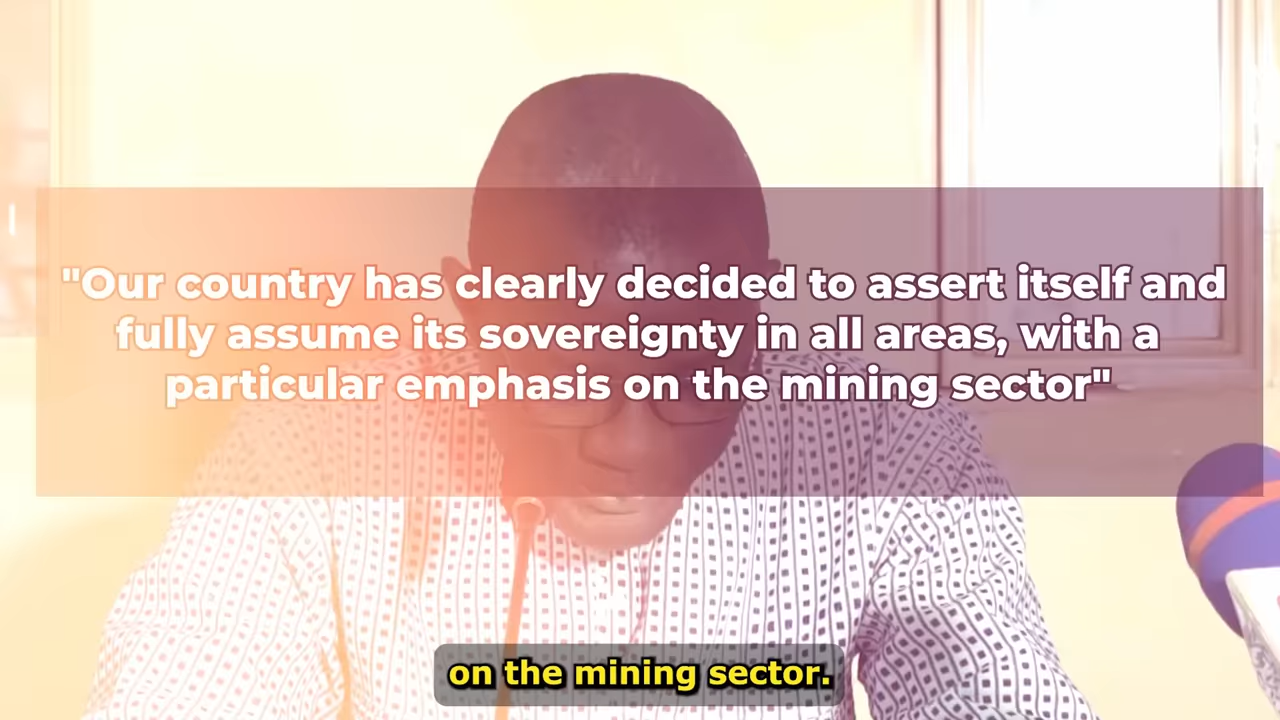 "Our country has clearly decided to assert itself and
fully assume its sovereignty in all areas, with a
particular emphasis on the mining sector"
on the mining sector.